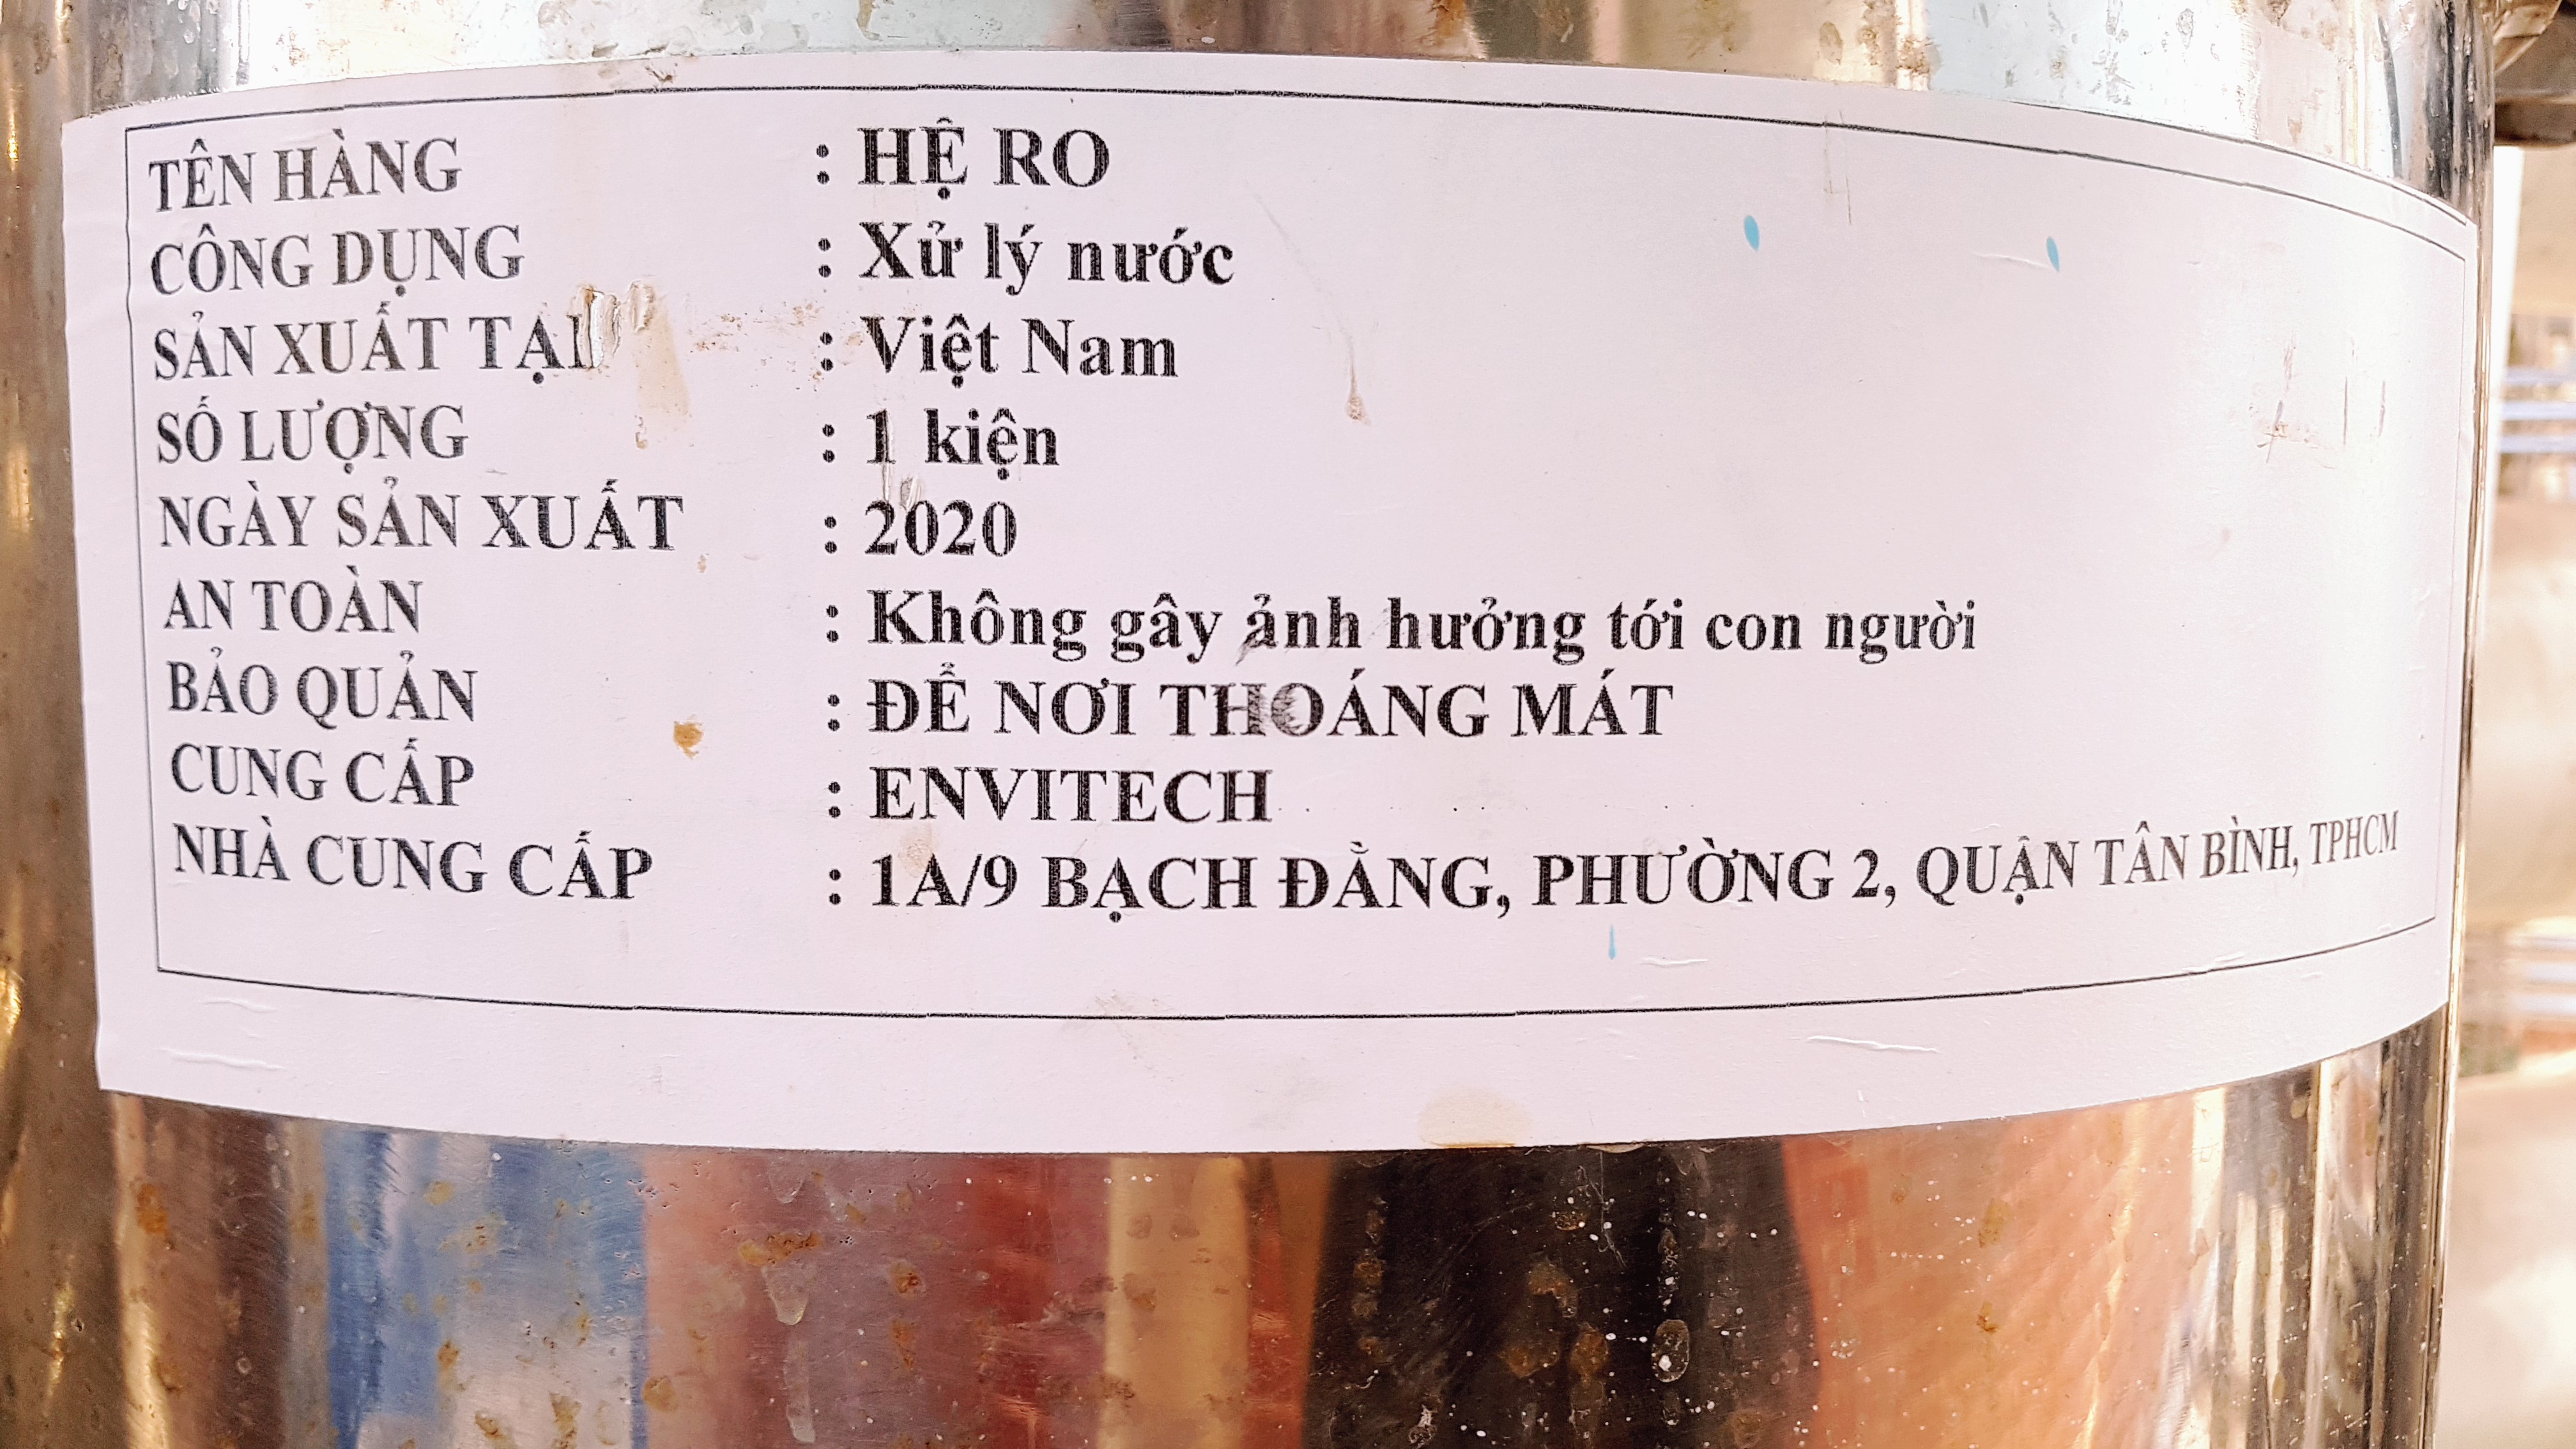 TÊN HÀNG : HỆ RO
CÔNG DỤNG : Xử lý nước
SẢN XUẤT TẠI : Việt Nam
SỐ LƯỢNG : 1 kiện
NGÀY SẢN XUẤT : 2020
AN TOÀN : Không gây ảnh hưởng tới con người
BẢO QUẢN : ĐỂ NƠI THOÁNG MÁT
CUNG CẤP : ENVITECH
NHÀ CUNG CẤP : 1A/9 BẠCH ĐẰNG, PHƯỜNG 2, QUẬN TÂN BÌNH, TPHCM